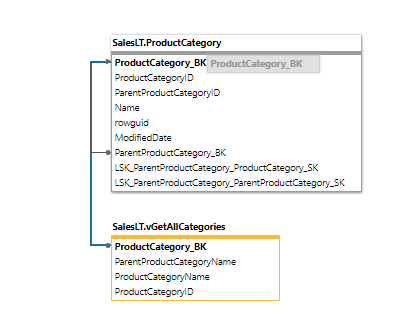 SalesLT.ProductCategory
ProductCategory_BK ProductCategory_BK
ProductCategoryID
ParentProductCategoryID
Name
rowguid
ModifiedDate
ParentProductCategory_BK
LSK_ParentProductCategory_ProductCategory_SK
LSK_ParentProductCategory_ParentProductCategory_SK
SalesLT.vGetAllCategories
ProductCategory_BK
ParentProductCategoryName
ProductCategoryName
ProductCategoryID